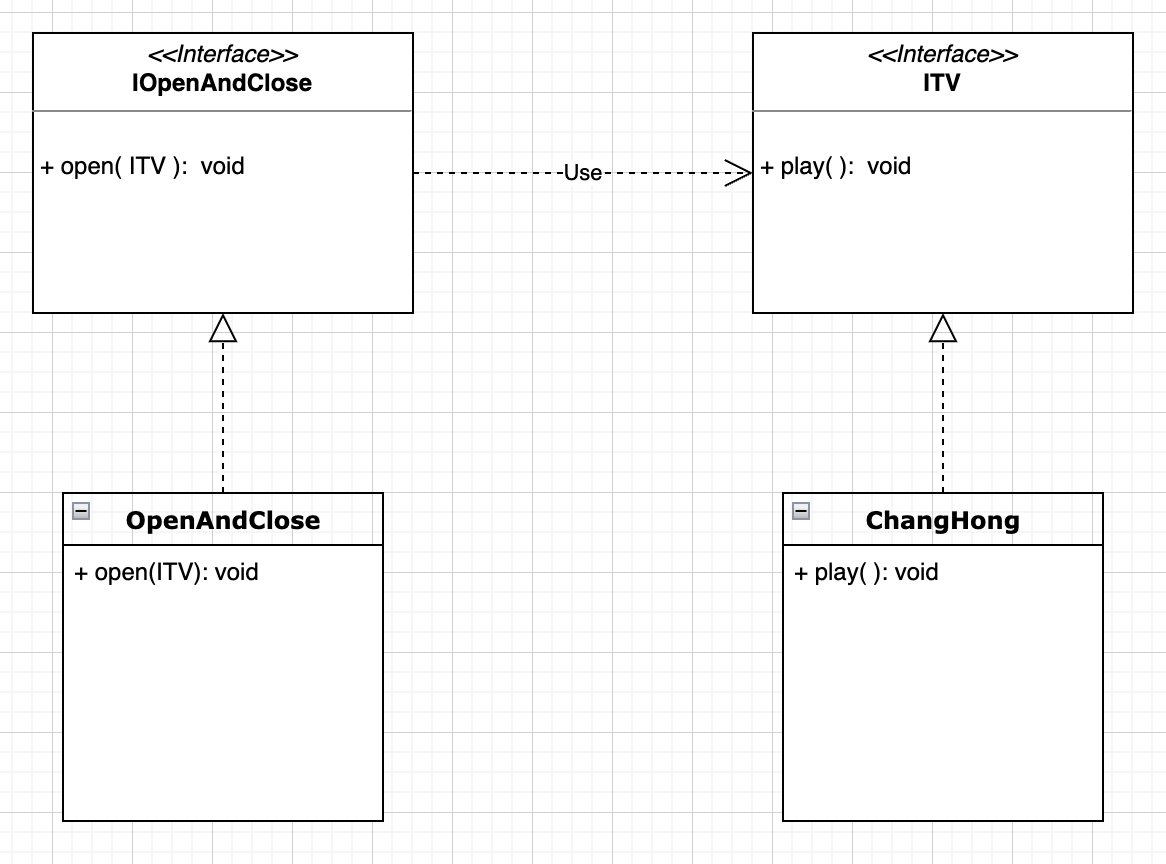 <<Interface>>
IOpenAndClose
+ open( ITV ):  void
Use
<<Interface>>
ITV
+ play( ):  void
OpenAndClose
+ open(ITV): void
ChangHong
+ play( ): void